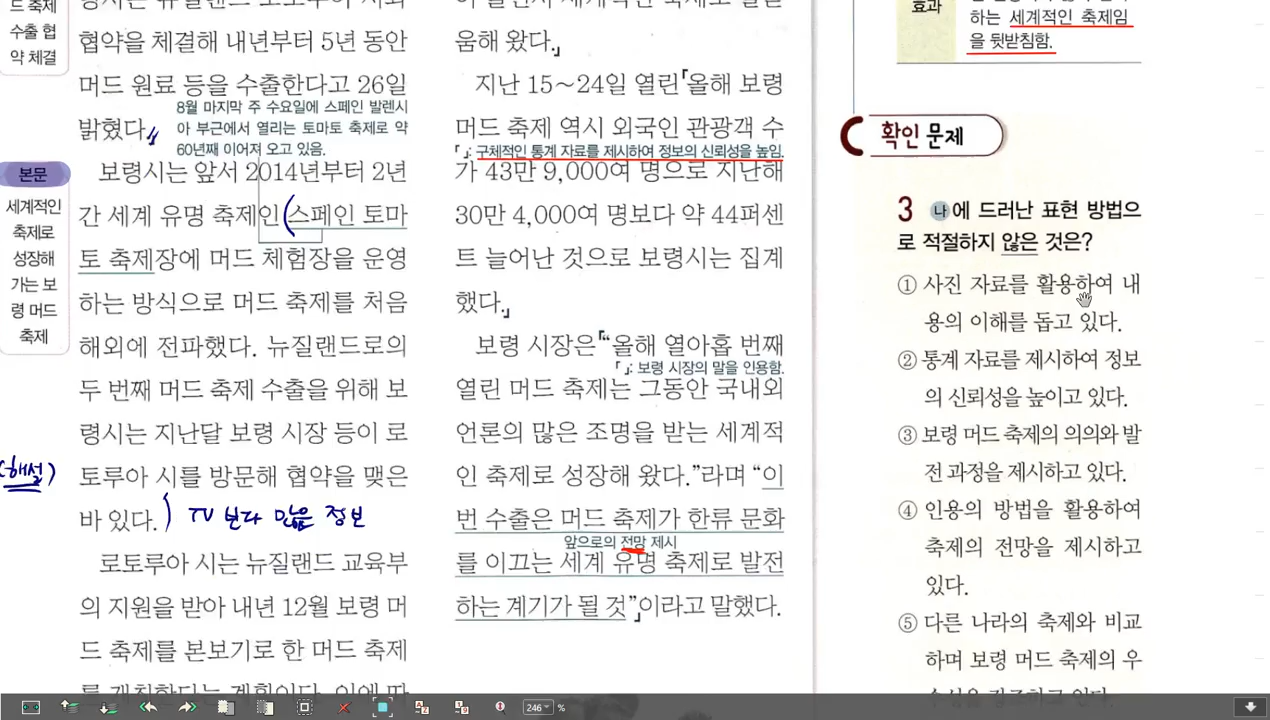 드 축제
수출 협
약 체결
협약을 체결해 내년부터 5년 동안
머드 원료 등을 수출한다고 26일
8월 마지막 주 수요일에 스페인 발렌시
아 부근에서 열리는 토마토 축제로 약
60년째 이어져 오고 있음.
밝혔다.』
본문
세계적인
축제로
성장해
가는 보
령 머드
축제
보령시는 앞서 2014년부터 2년
간 세계 유명 축제인 (스페인 토마
토 축제장에 머드 체험장을 운영
하는 방식으로 머드 축제를 처음
해외에 전파했다. 뉴질랜드로의
두 번째 머드 축제 수출을 위해 보
령시는 지난달 보령 시장 등이 로
토루아 시를 방문해 협약을 맺은
바 있다. ) TV 보다 많은 정보
(해설)
로토루아 시는 뉴질랜드 교육부
의 지원을 받아 내년 12월 보령 머
드 축제를 본보기로 한 머드 축제
를 개최한다는 계획이다. 이에 따
움해 왔다.』
지난 15～24일 열린 『올해 보령
머드 축제 역시 외국인 관광객 수
『 』: 구체적인 통계 자료를 제시하여 정보의 신뢰성을 높임.
가 43만 9,000여 명으로 지난해
30만 4,000여 명보다 약 44퍼센
트 늘어난 것으로 보령시는 집계
했다.』
보령 시장은 『“올해 열아홉 번째
『 』: 보령 시장의 말을 인용함.
열린 머드 축제는 그동안 국내외
언론의 많은 조명을 받는 세계적
인 축제로 성장해 왔다.”라며 “이
번 수출은 머드 축제가 한류 문화
앞으로의 전망 제시
를 이끄는 세계 유명 축제로 발전
하는 계기가 될 것”』이라고 말했다.
효과
하는 세계적인 축제임
을 뒷받침함.
확인 문제
3 나에 드러난 표현 방법으
로 적절하지 않은 것은?
① 사진 자료를 활용하여 내
용의 이해를 돕고 있다.
② 통계 자료를 제시하여 정보
의 신뢰성을 높이고 있다.
③ 보령 머드 축제의 의의와 발
전 과정을 제시하고 있다.
④ 인용의 방법을 활용하여
축제의 전망을 제시하고
있다.
⑤ 다른 나라의 축제와 비교
하며 보령 머드 축제의 우
수성을 강조하고 있다.
246 %